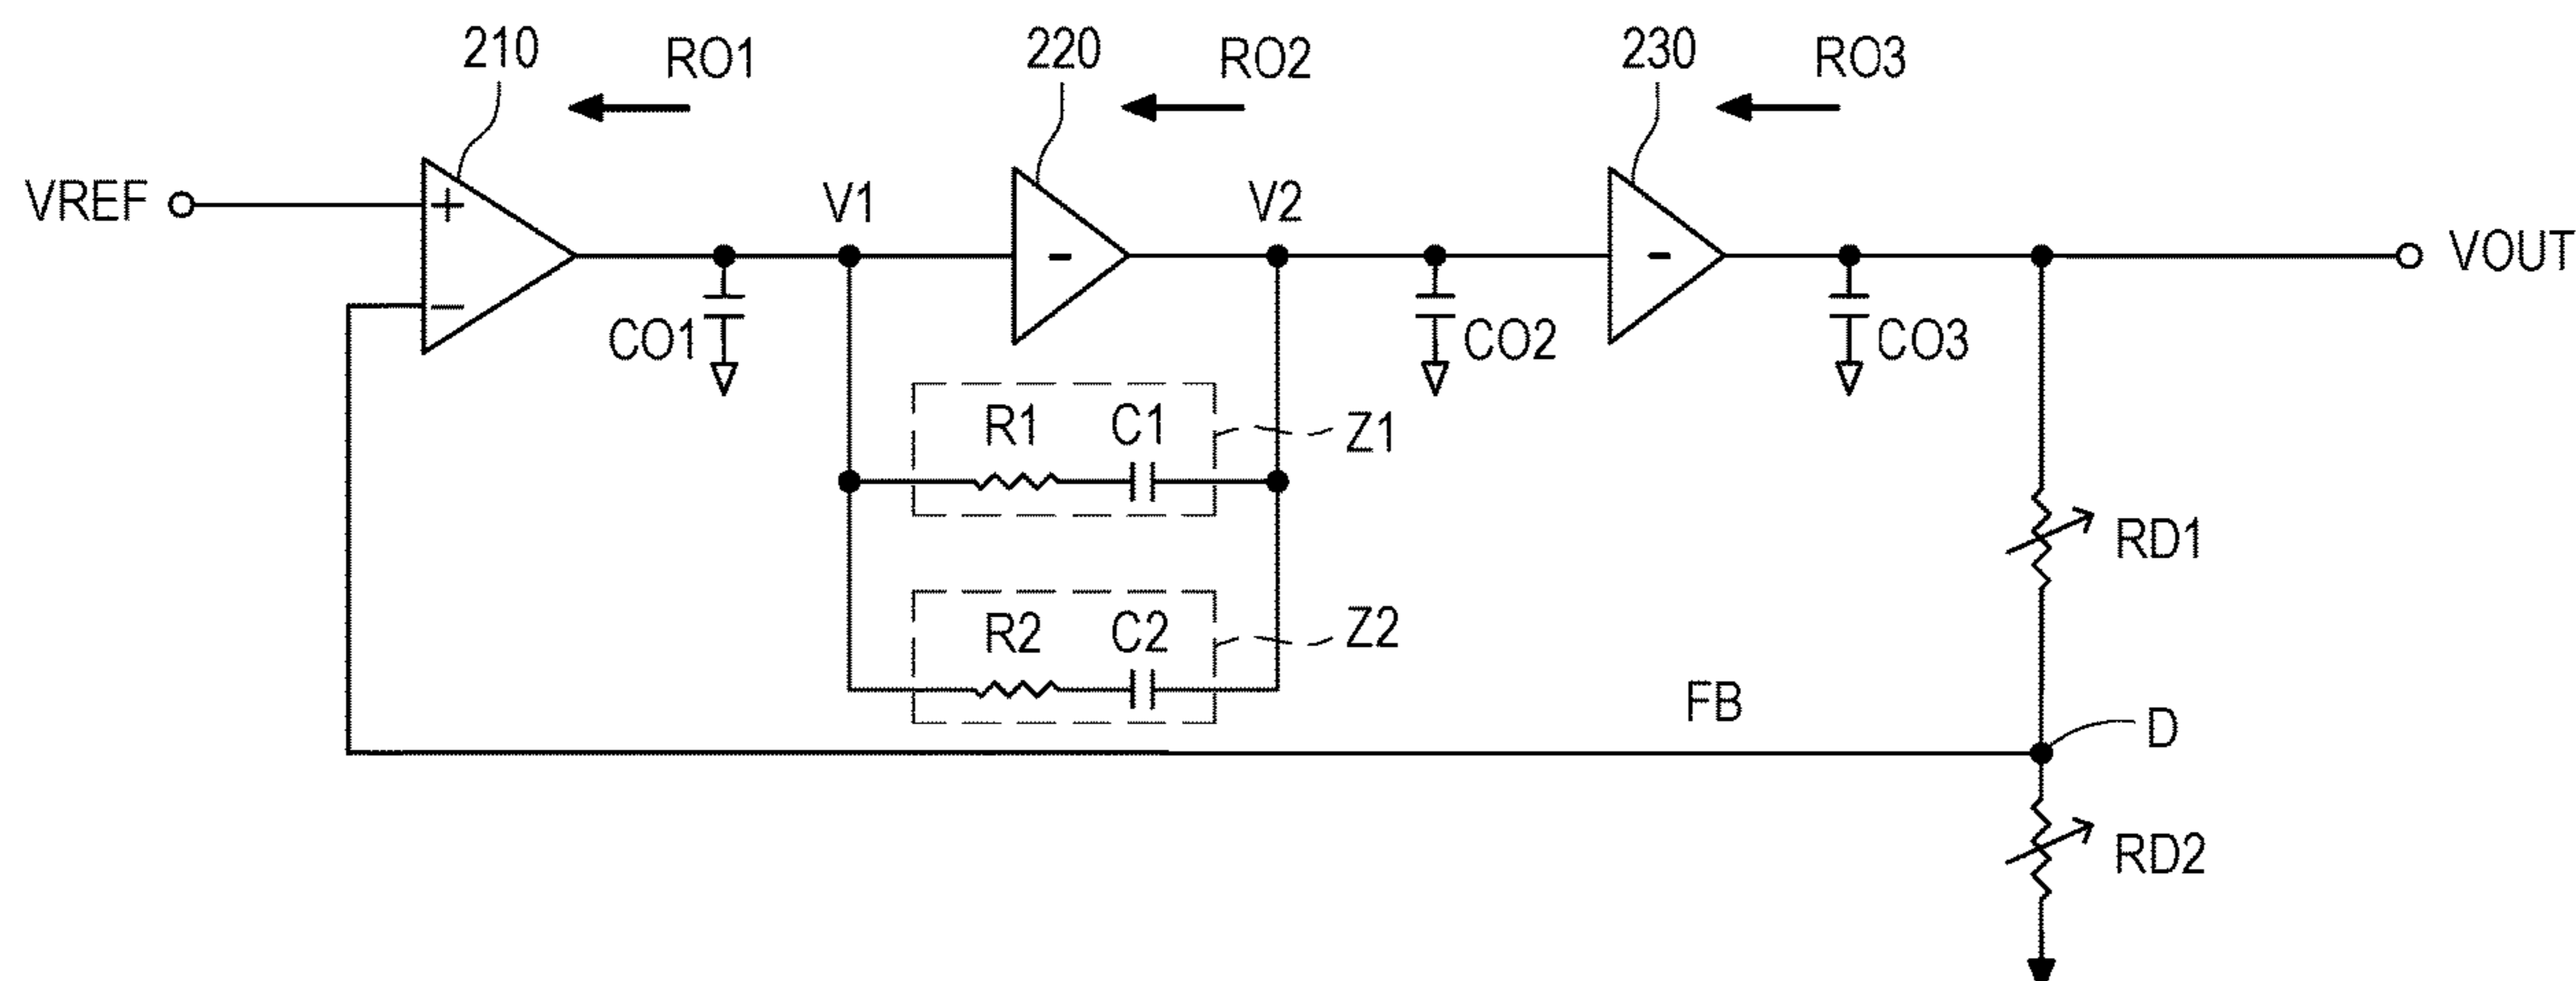 210
RO1
220
RO2
230
RO3
VREF
+
V1
-
V2
-
VOUT
−
CO1
CO2
CO3
R1
C1
Z1
RD1
R2
C2
Z2
FB
D
RD2